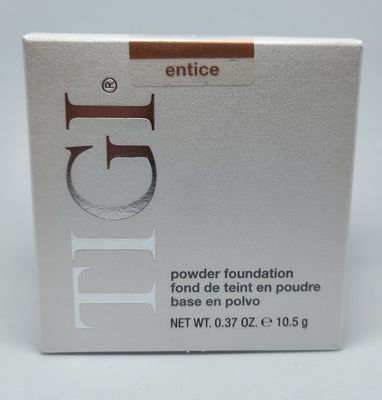 entice
TIGI®
powder foundation
fond de teint en poudre
base en polvo
NET WT. 0.37 OZ. ℮ 10.5 g